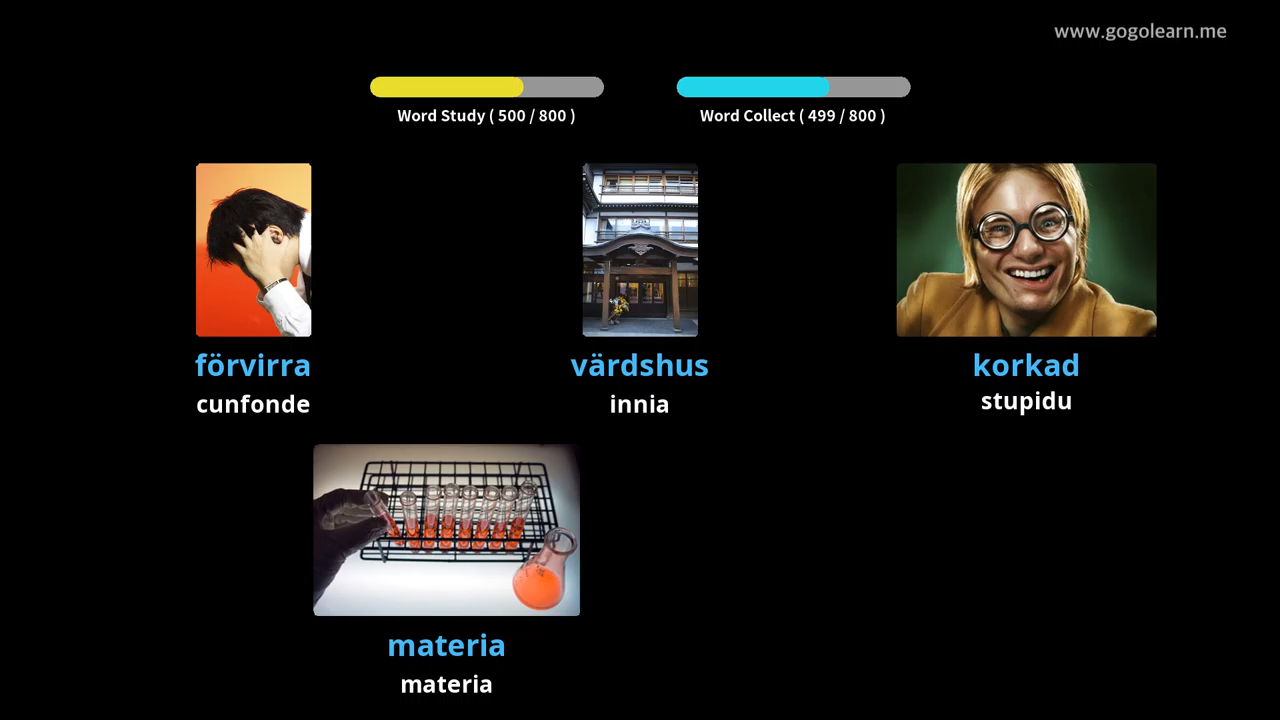 www.gogolearn.me
Word Study ( 500 / 800 )
Word Collect ( 499 / 800 )
förvirra
cunfonde
värdshus
innia
korkad
stupidu
materia
materia